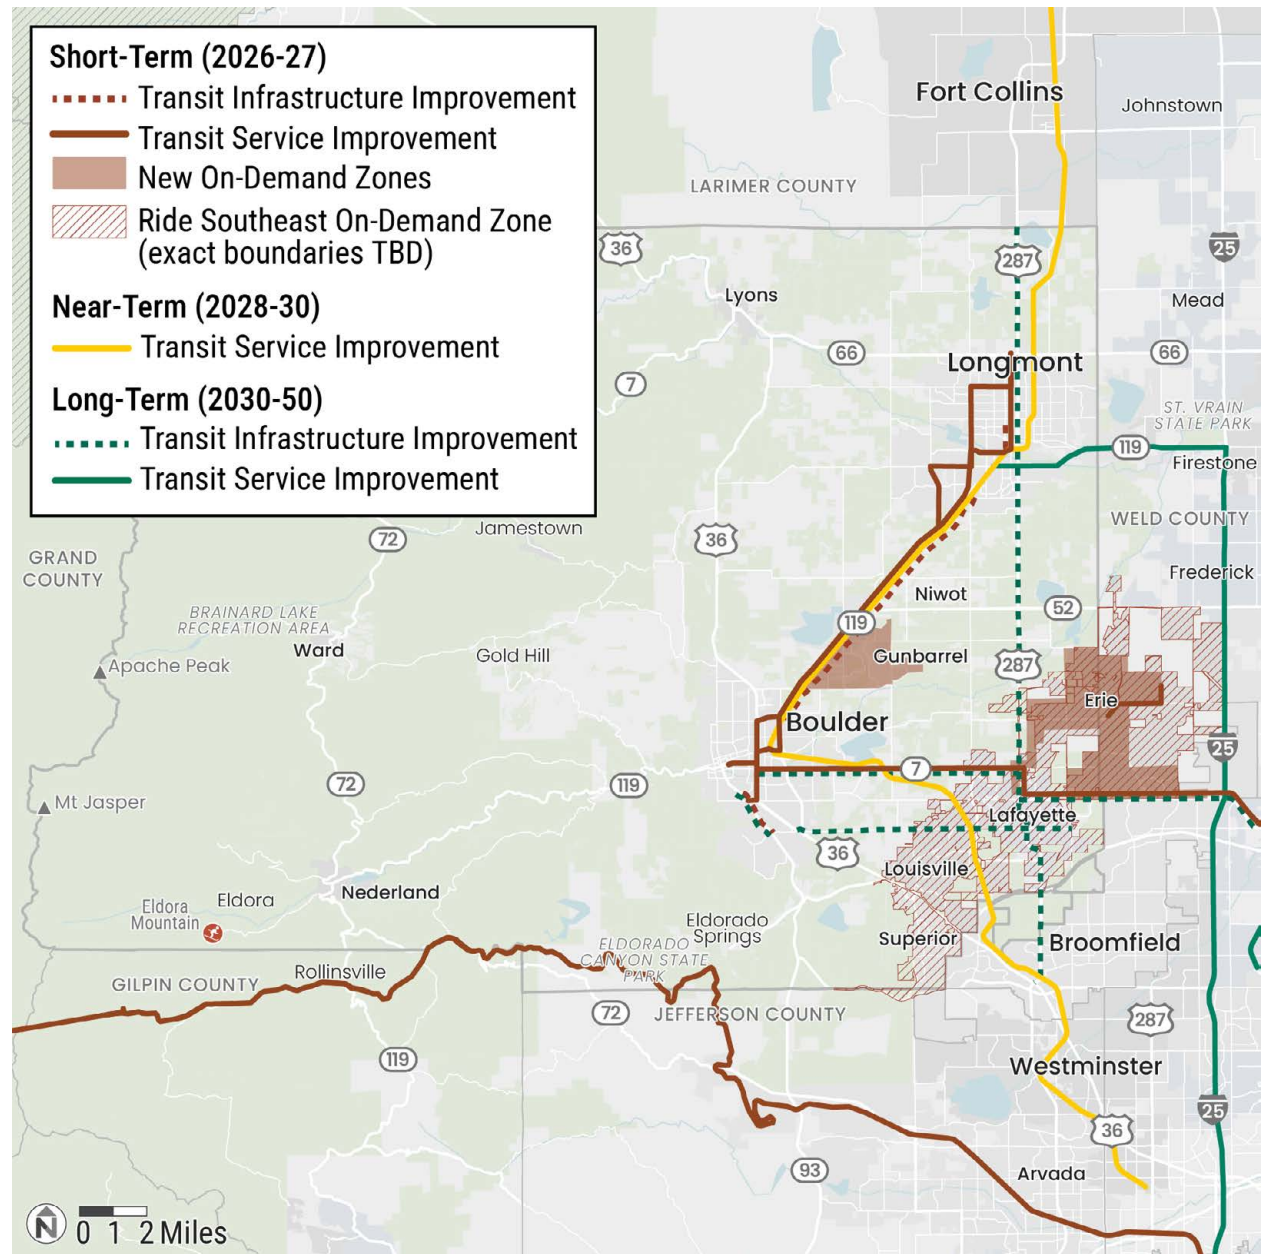 Short-Term (2026-27)
Transit Infrastructure Improvement
Transit Service Improvement
New On-Demand Zones
Ride Southeast On-Demand Zone
(exact boundaries TBD)
Near-Term (2028-30)
Transit Service Improvement
Long-Term (2030-50)
Transit Infrastructure Improvement
Transit Service Improvement
Fort Collins
Johnstown
LARIMER COUNTY
36
287
25
Lyons
Mead
66
Longmont
66
7
ST. VRAIN
STATE PARK
119
Firestone
WELD COUNTY
Jamestown
72
36
GRAND
COUNTY
Frederick
Niwot
52
BRAINARD LAKE
RECREATION AREA
119
Ward
Gold Hill
Gunbarrel
287
Apache Peak
Erie
Boulder
25
7
72
119
Mt Jasper
Lafayette
36
Louisville
Nederland
Eldora
Eldora
Mountain
Eldorado
Springs
Superior
Broomfield
ELDORADO
CANYON STATE
PARK
Rollinsville
GILPIN COUNTY
72
JEFFERSON COUNTY
287
119
Westminster
25
36
93
Arvada
N
0 1 2 Miles